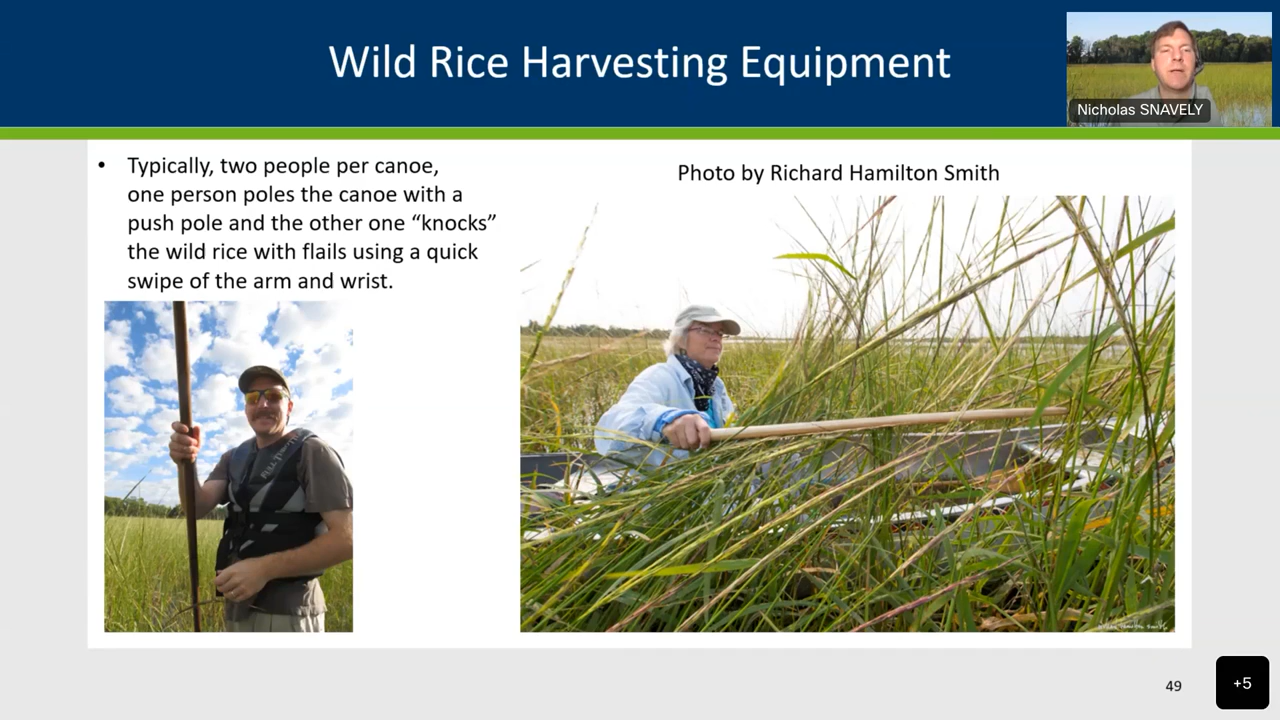 Wild Rice Harvesting Equipment
Nicholas SNAVELY
• Typically, two people per canoe,
one person poles the canoe with a
push pole and the other one “knocks”
the wild rice with flails using a quick
swipe of the arm and wrist.
Photo by Richard Hamilton Smith
49
+5